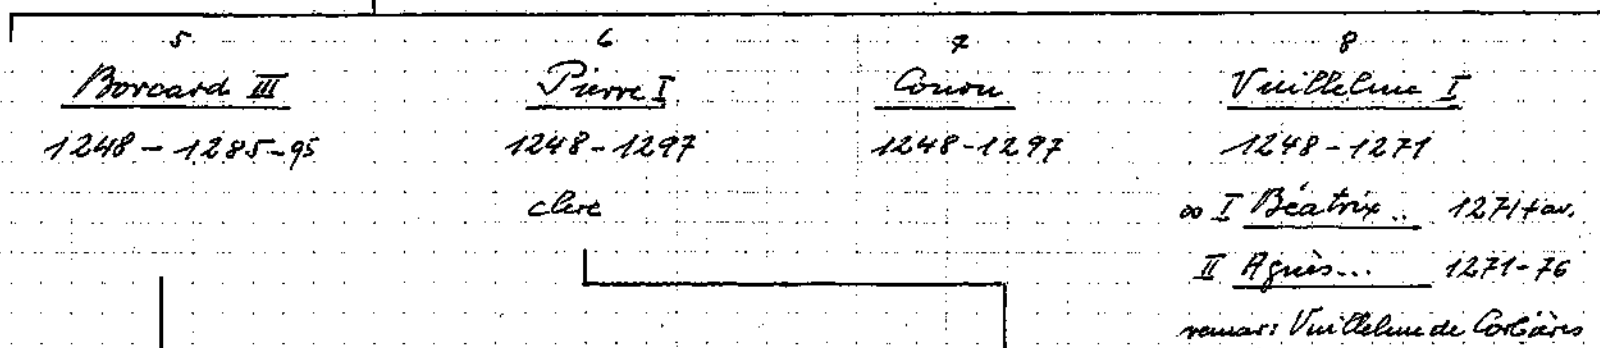 5 6 7 8
Borcard III Pierre I Conon Vuillelme I
1248 - 1285-95 1248-1297 1248-1297 1248-1271
clerc ∞ I Béatrix .. 1271 + av.
II Agnès... 1271-76
remar: Vuillelme de Corbières